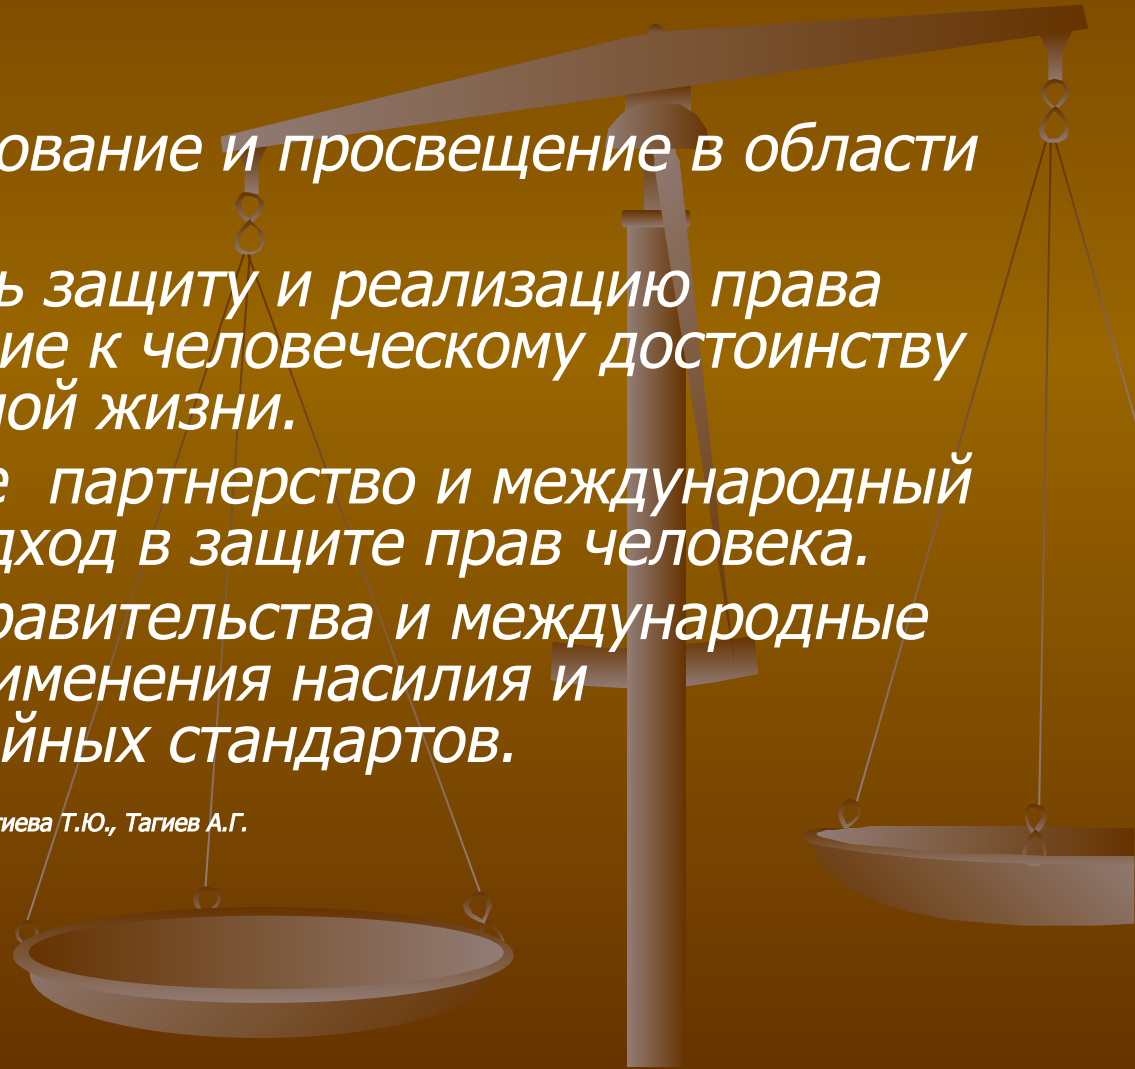 ование и просвещение в области
ь защиту и реализацию права
ие к человеческому достоинству
ной жизни.
е партнерство и международный
дход в защите прав человека.
равительства и международные
именения насилия и
йных стандартов.
гиева Т.Ю., Тагиев А.Г.